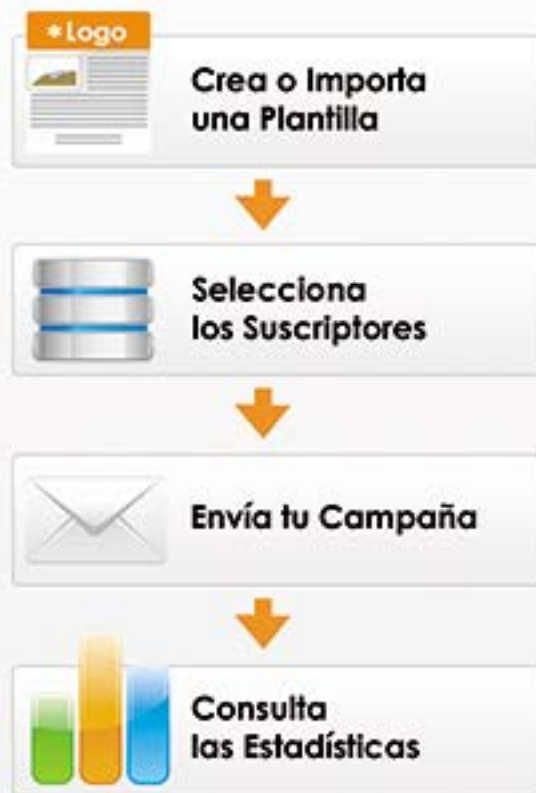 *Logo
Crea o Importa
una Plantilla
Selecciona
los Suscriptores
Envía tu Campaña
Consulta
las Estadísticas